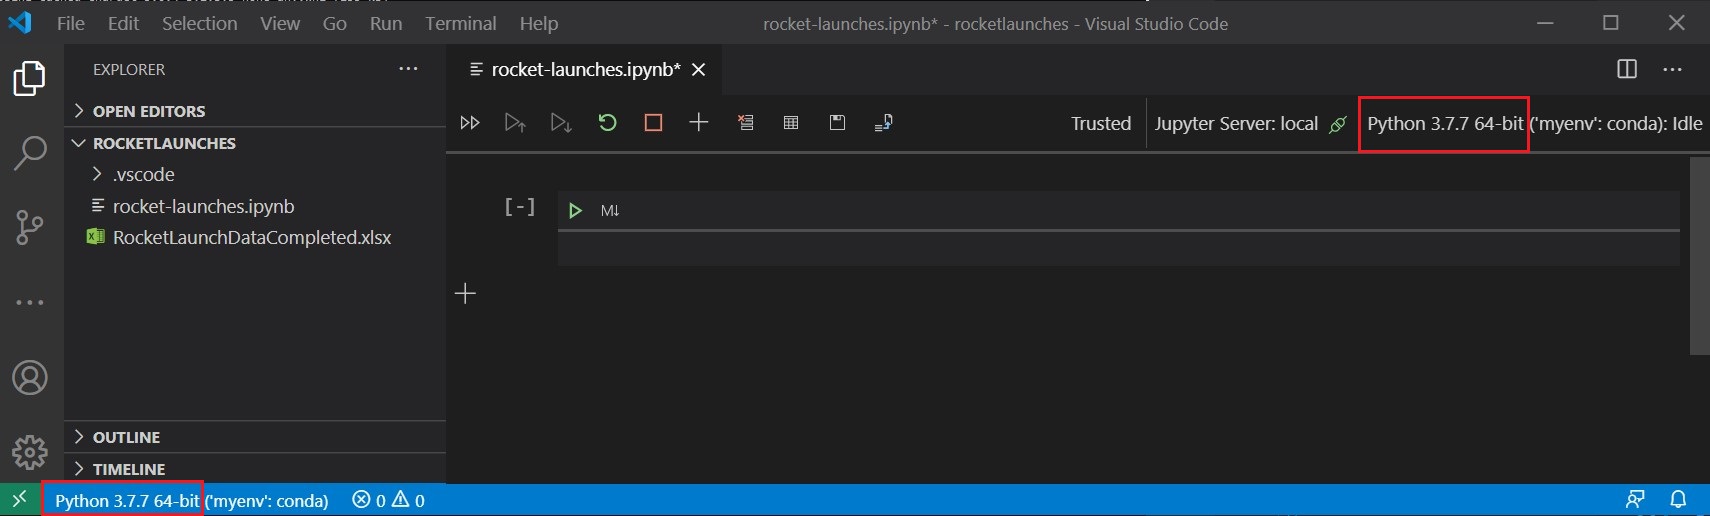 File Edit Selection View Go Run Terminal Help
rocket-launches.ipynb* - rocketlaunches - Visual Studio Code
EXPLORER
OPEN EDITORS
ROCKETLAUNCHES
.vscode
rocket-launches.ipynb
RocketLaunchDataCompleted.xlsx
OUTLINE
TIMELINE
rocket-launches.ipynb*
Trusted
Jupyter Server: local
Python 3.7.7 64-bit ('myenv': conda): Idle
[-]
M↓
Python 3.7.7 64-bit ('myenv': conda)
0
0